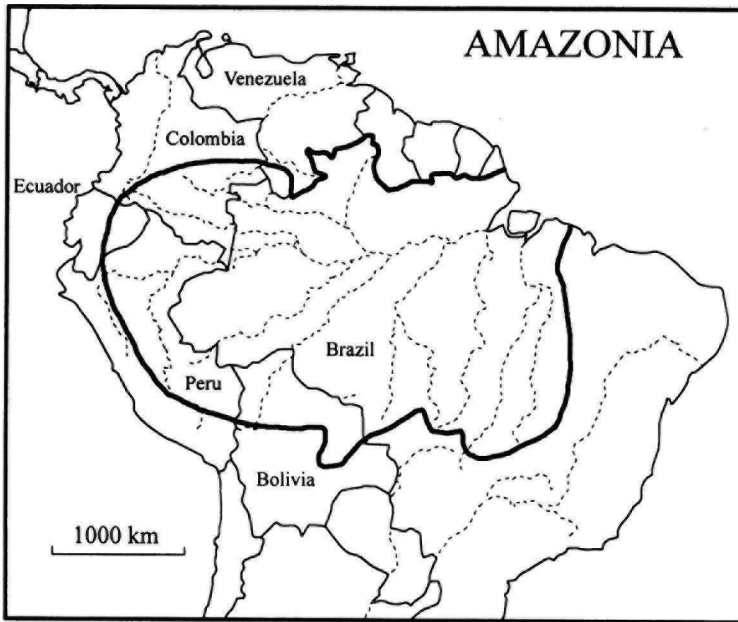 AMAZONIA
Venezuela
Colombia
Ecuador
Brazil
Peru
Bolivia
1000 km